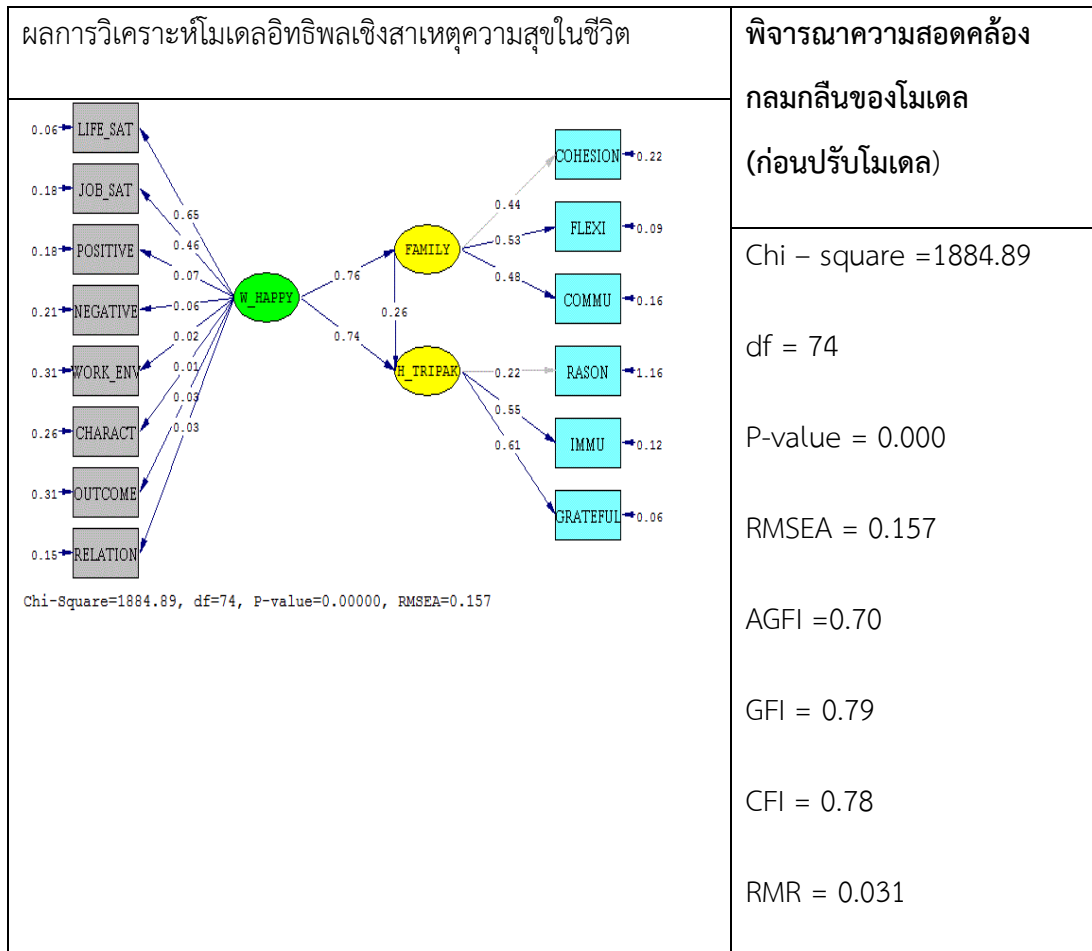 ผลการวิเคราะห์โมเดลอิทธิพลเชิงสาเหตุความสุขในชีวิต
0.06 LIFE_SAT
0.18 JOB_SAT
0.18 POSITIVE
0.21 NEGATIVE
0.31 WORK_ENV
0.26 CHARACT
0.31 OUTCOME
0.15 RELATION
0.65
0.46
0.07
0.06
0.02
0.01
0.03
0.03
W_HAPPY
0.76
0.74
FAMILY
0.26
H_TRIPAK
0.44
0.53
0.48
0.22
0.55
0.61
COHESION 0.22
FLEXI 0.09
COMMU 0.16
RASON 1.16
IMMU 0.12
GRATEFUL 0.06
Chi-Square=1884.89, df=74, P-value=0.00000, RMSEA=0.157
พิจารณาความสอดคล้อง
กลมกลืนของโมเดล
(ก่อนปรับโมเดล)
Chi – square =1884.89
df = 74
P-value = 0.000
RMSEA = 0.157
AGFI =0.70
GFI = 0.79
CFI = 0.78
RMR = 0.031